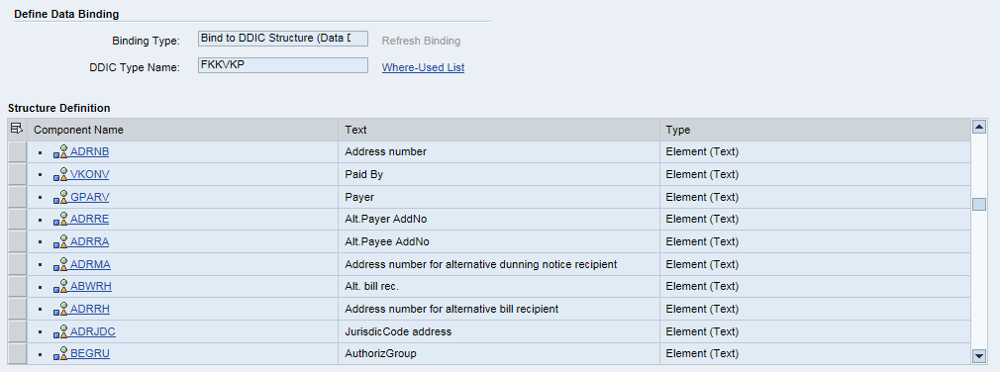 Define Data Binding
Binding Type: Bind to DDIC Structure (Data D Refresh Binding
DDIC Type Name: FKKVKP Where-Used List
Structure Definition
Component Name Text Type
ADRNB Address number Element (Text)
VKONV Paid By Element (Text)
GPARV Payer Element (Text)
ADRRE Alt.Payer AddNo Element (Text)
ADRRA Alt.Payee AddNo Element (Text)
ADRMA Address number for alternative dunning notice recipient Element (Text)
ABWRH Alt. bill rec. Element (Text)
ADRRH Address number for alternative bill recipient Element (Text)
ADRJDC JurisdicCode address Element (Text)
BEGRU AuthorizGroup Element (Text)